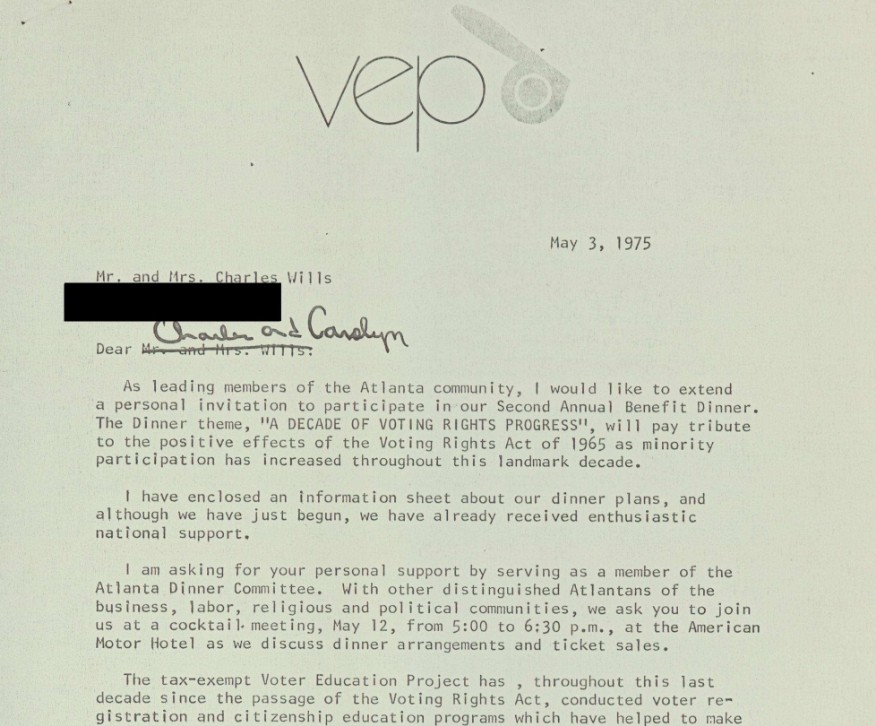 vep
May 3, 1975
Mr. and Mrs. Charles Wills
Charles and Carolyn
Dear Mr. and Mrs. Wills:
As leading members of the Atlanta community, I would like to extend
a personal invitation to participate in our Second Annual Benefit Dinner.
The Dinner theme, "A DECADE OF VOTING RIGHTS PROGRESS", will pay tribute
to the positive effects of the Voting Rights Act of 1965 as minority
participation has increased throughout this landmark decade.
I have enclosed an information sheet about our dinner plans, and
although we have just begun, we have already received enthusiastic
national support.
I am asking for your personal support by serving as a member of the
Atlanta Dinner Committee. With other distinguished Atlantans of the
business, labor, religious and political communities, we ask you to join
us at a cocktail meeting, May 12, from 5:00 to 6:30 p.m., at the American
Motor Hotel as we discuss dinner arrangements and ticket sales.
The tax-exempt Voter Education Project has , throughout this last
decade since the passage of the Voting Rights Act, conducted voter re-
gistration and citizenship education programs which have helped to make